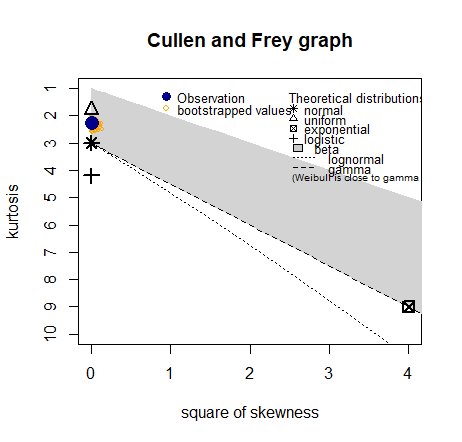 Cullen and Frey graph
Observation
bootstrapped values
Theoretical distributions
normal
uniform
exponential
logistic
beta
lognormal
gamma
(Weibull is close to gamma
kurtosis
1
2
3
4
5
6
7
8
9
10
0
1
2
3
4
square of skewness